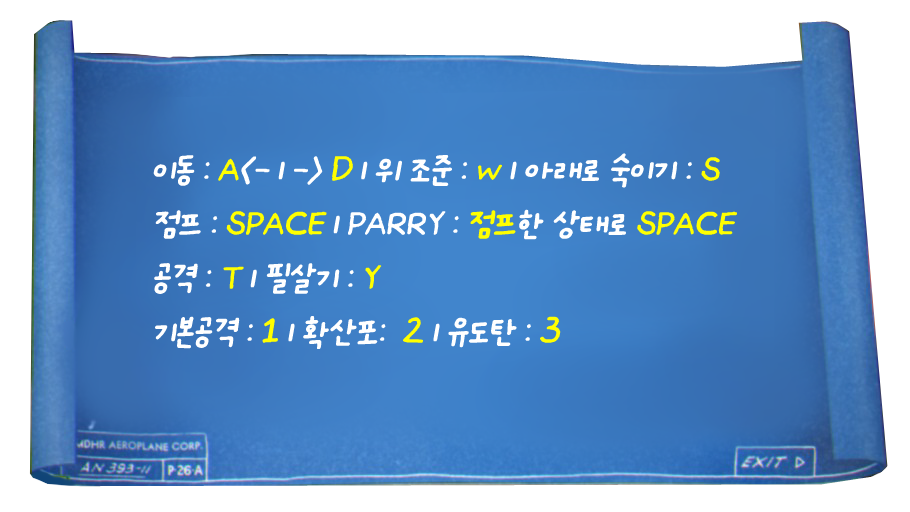 이동 : A<- I -> D I 위 조준 : w I 아래로 숙이기 : S
점프 : SPACE I PARRY : 점프한 상태로 SPACE
공격 : T I 필살기 : Y
기본공격 : 1 I 확산포: 2 I 유도탄 : 3
MDHR AEROPLANE CORP.
AN 393-11 P-26-A
EXIT ▷